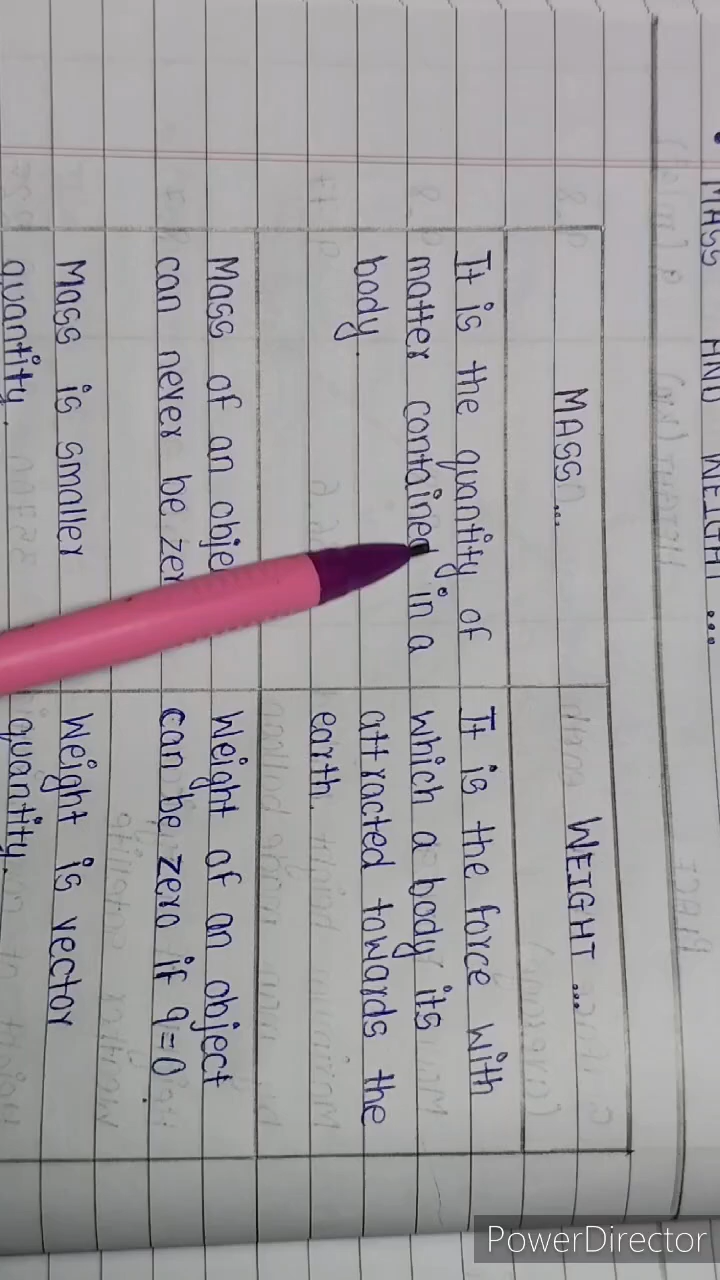 • MASS AND WEIGHT ...
MASS...
It is the quantity of
matter contained in a
body.
Mass of an obje
can never be zer
Mass is smaller
quantity.
WEIGHT ...
It is the force with
which a body its
attracted towards the
earth.
Weight of an object
can be zero if g=0
Weight is vector
quantity.
PowerDirector